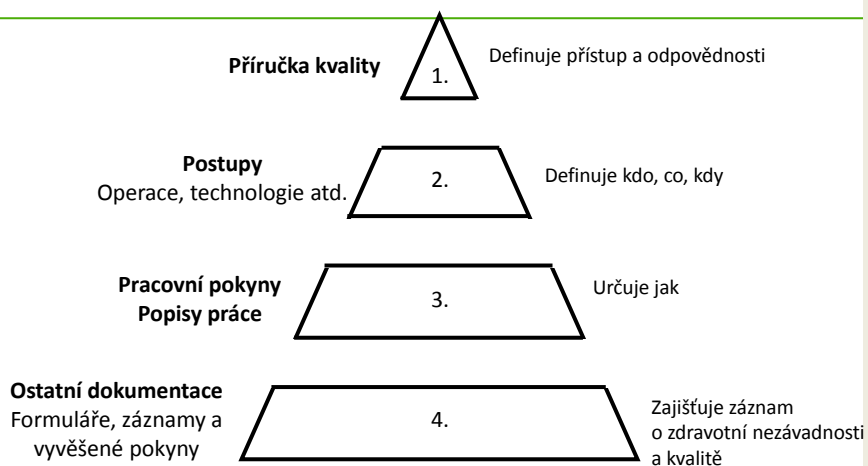 Příručka kvality
1.
Definuje přístup a odpovědnosti
Postupy
Operace, technologie atd.
2.
Definuje kdo, co, kdy
Pracovní pokyny
Popisy práce
3.
Určuje jak
Ostatní dokumentace
Formuláře, záznamy a
vyvěšené pokyny
4.
Zajišťuje záznam
o zdravotní nezávadnosti
a kvalitě